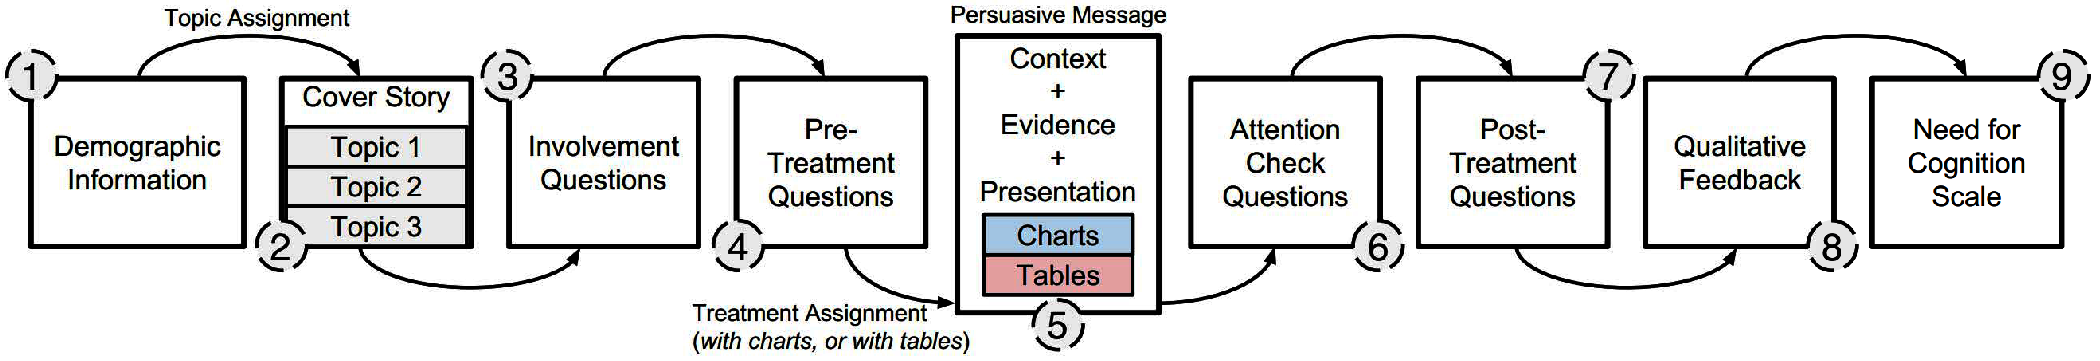 Topic Assignment
1
Demographic
Information
Cover Story
Topic 1
Topic 2
Topic 3
2
3
Involvement
Questions
Pre-
Treatment
Questions
4
Treatment Assignment
(with charts, or with tables)
Persuasive Message
Context
+
Evidence
+
Presentation
Charts
Tables
5
Attention
Check
Questions
6
7
Post-
Treatment
Questions
Qualitative
Feedback
8
9
Need for
Cognition
Scale